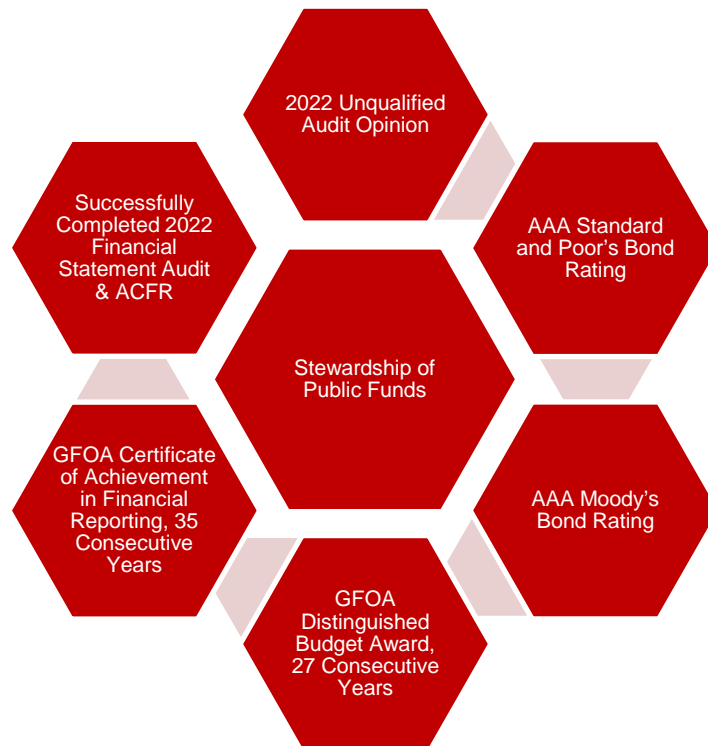 2022 Unqualified
Audit Opinion
AAA Standard
and Poor's Bond
Rating
AAA Moody's
Bond Rating
GFOA
Distinguished
Budget Award,
27 Consecutive
Years
GFOA Certificate
of Achievement
in Financial
Reporting, 35
Consecutive
Years
Successfully
Completed 2022
Financial
Statement Audit
& ACFR
Stewardship of
Public Funds